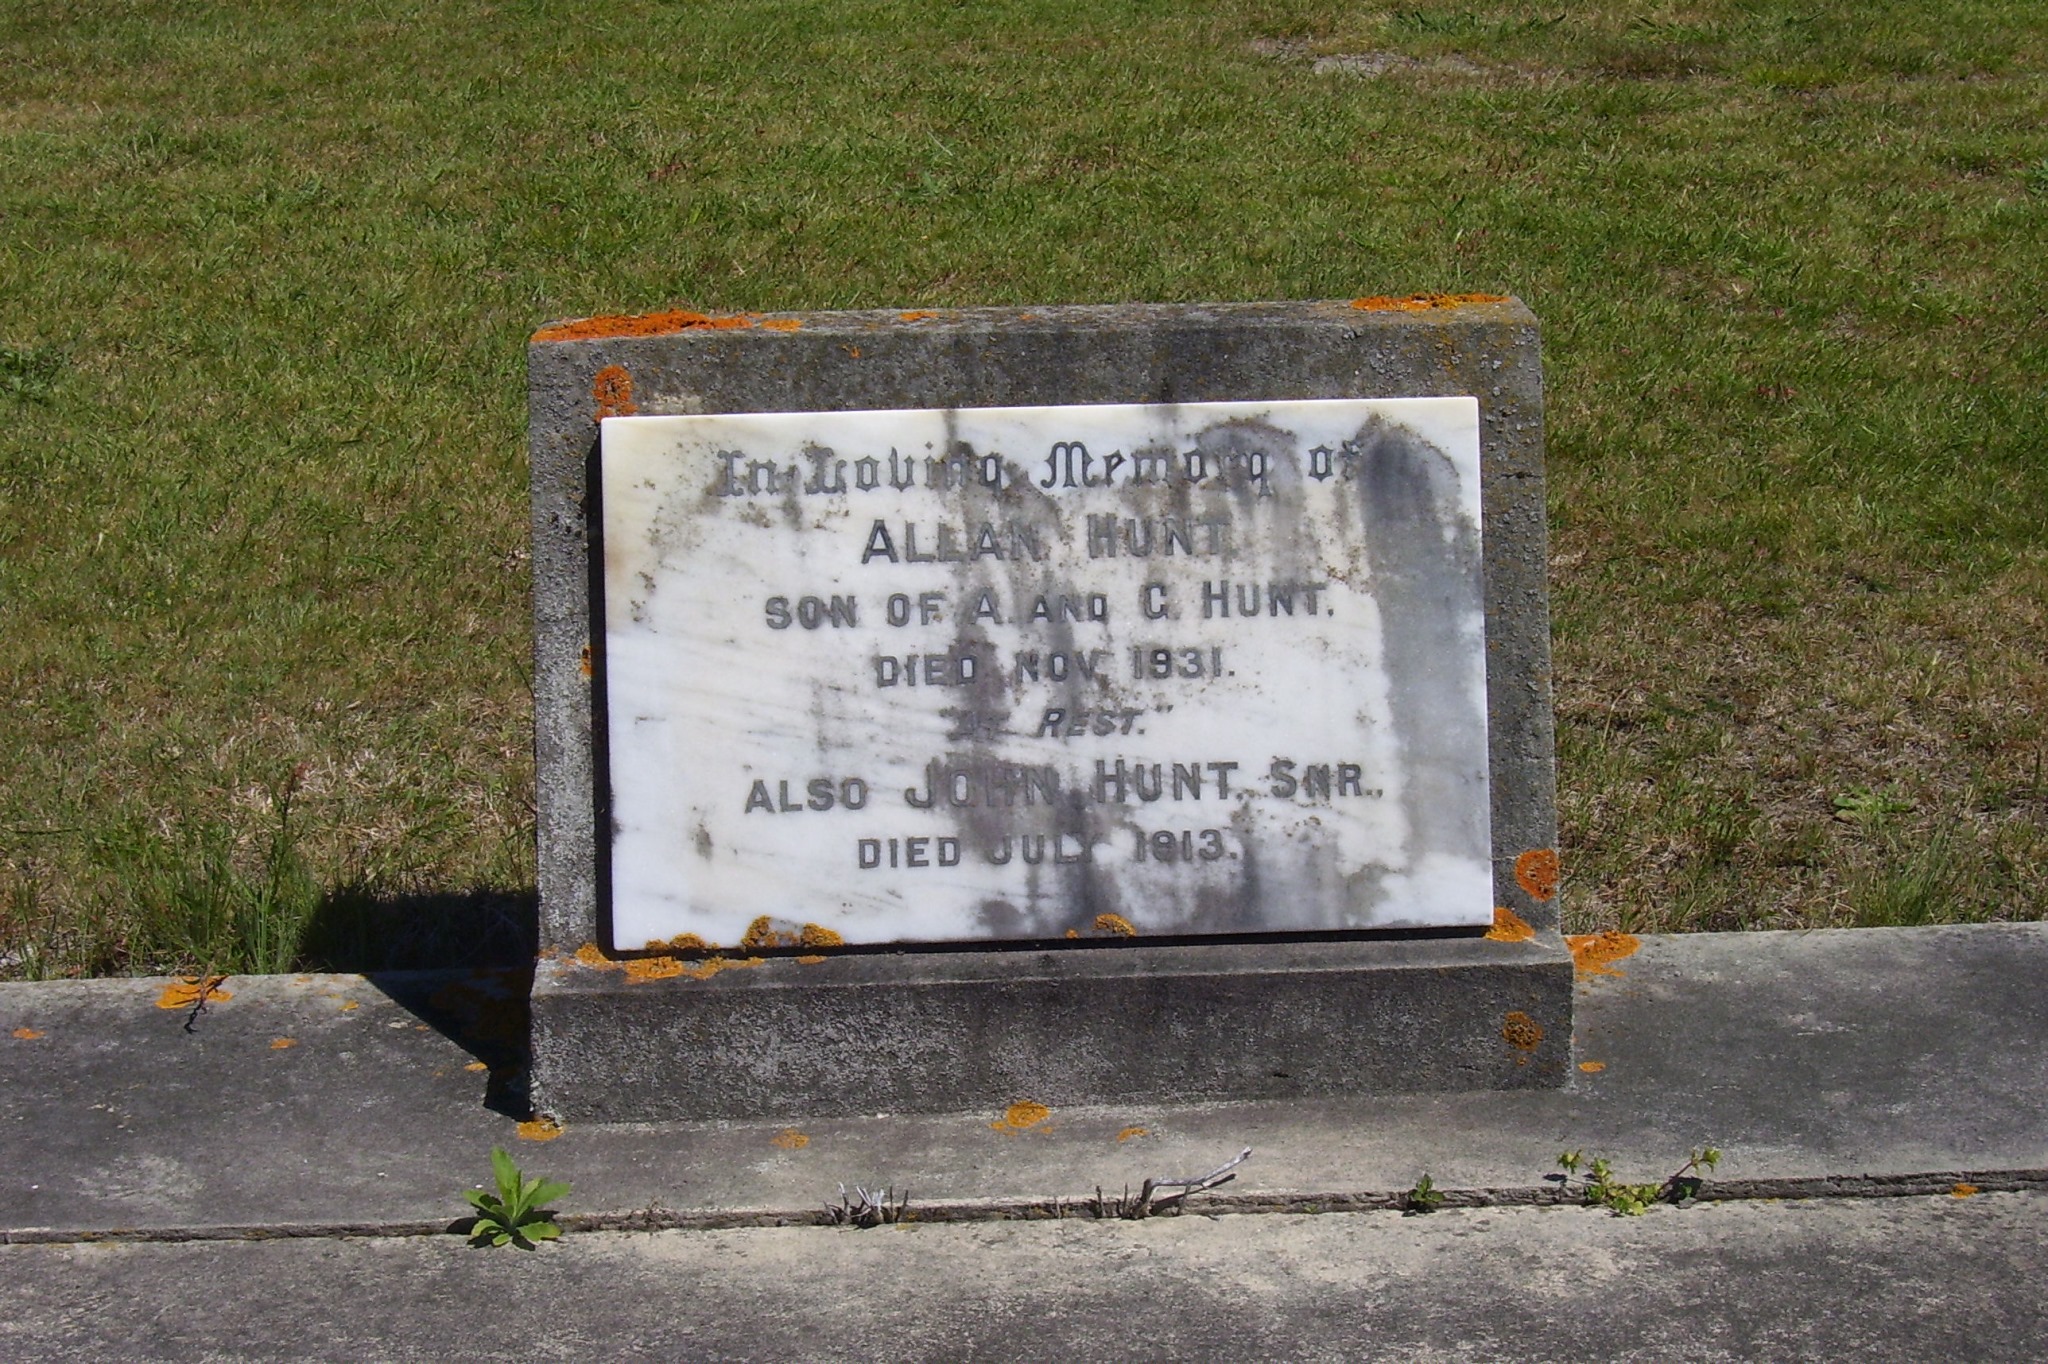 In Loving Memory of
ALLAN HUNT
SON OF A. AND C. HUNT.
DIED NOV 1931.
"AT REST."
ALSO JOHN HUNT SNR.,
DIED JULY 1913.